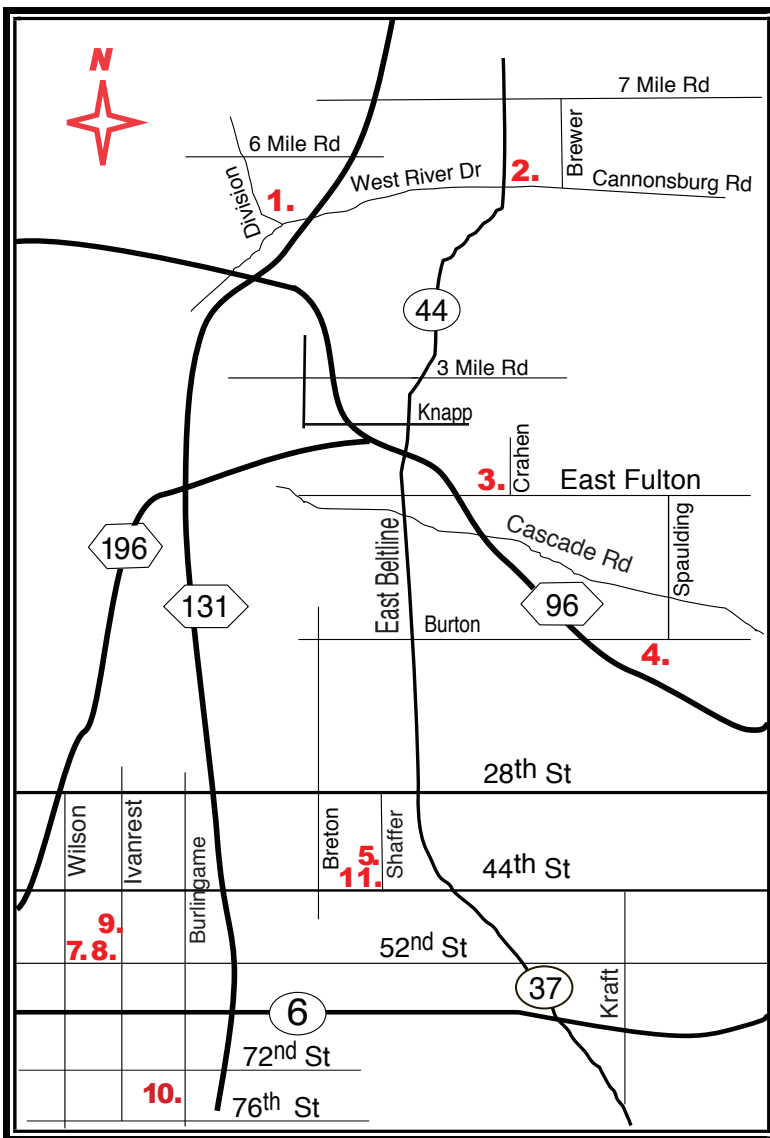 N
7 Mile Rd
6 Mile Rd
Brewer
West River Dr
2.
Cannonsburg Rd
Division
1.
44
3 Mile Rd
Knapp
Crahen
3.
East Fulton
196
131
East Beltline
Cascade Rd
Spaulding
96
Burton
4.
28th St
Wilson
Ivanrest
Burlingame
Breton
5.
11.
Shaffer
44th St
9.
7. 8.
52nd St
37
Kraft
6
72nd St
10.
76th St